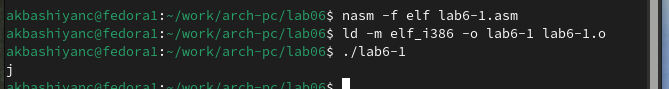 akbashiyanc@fedora1:~/work/arch-pc/lab06$ nasm -f elf lab6-1.asm
akbashiyanc@fedora1:~/work/arch-pc/lab06$ ld -m elf_i386 -o lab6-1 lab6-1.o
akbashiyanc@fedora1:~/work/arch-pc/lab06$ ./lab6-1
j
akbashiyanc@fedora1:~/work/arch-pc/lab06$